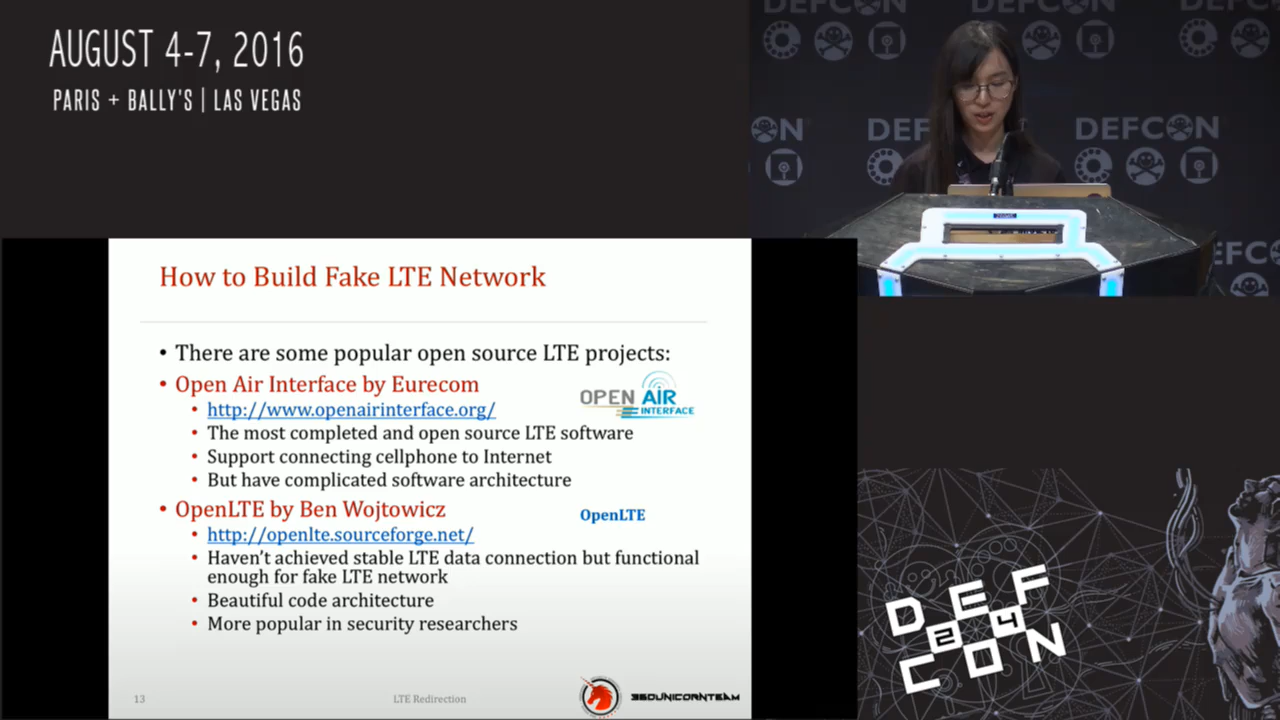 AUGUST 4-7, 2016
PARIS + BALLY'S | LAS VEGAS
DEFCON DEFCON DEFCON
DEFCON DEFCON
How to Build Fake LTE Network
• There are some popular open source LTE projects:
• Open Air Interface by Eurecom
OPEN AIR
INTERFACE
• http://www.openairinterface.org/
• The most completed and open source LTE software
• Support connecting cellphone to Internet
• But have complicated software architecture
• OpenLTE by Ben Wojtowicz
OpenLTE
• http://openlte.sourceforge.net/
• Haven't achieved stable LTE data connection but functional
enough for fake LTE network
• Beautiful code architecture
• More popular in security researchers
13
LTE Redirection
360UNICORNTEAM
DEF
24
CON